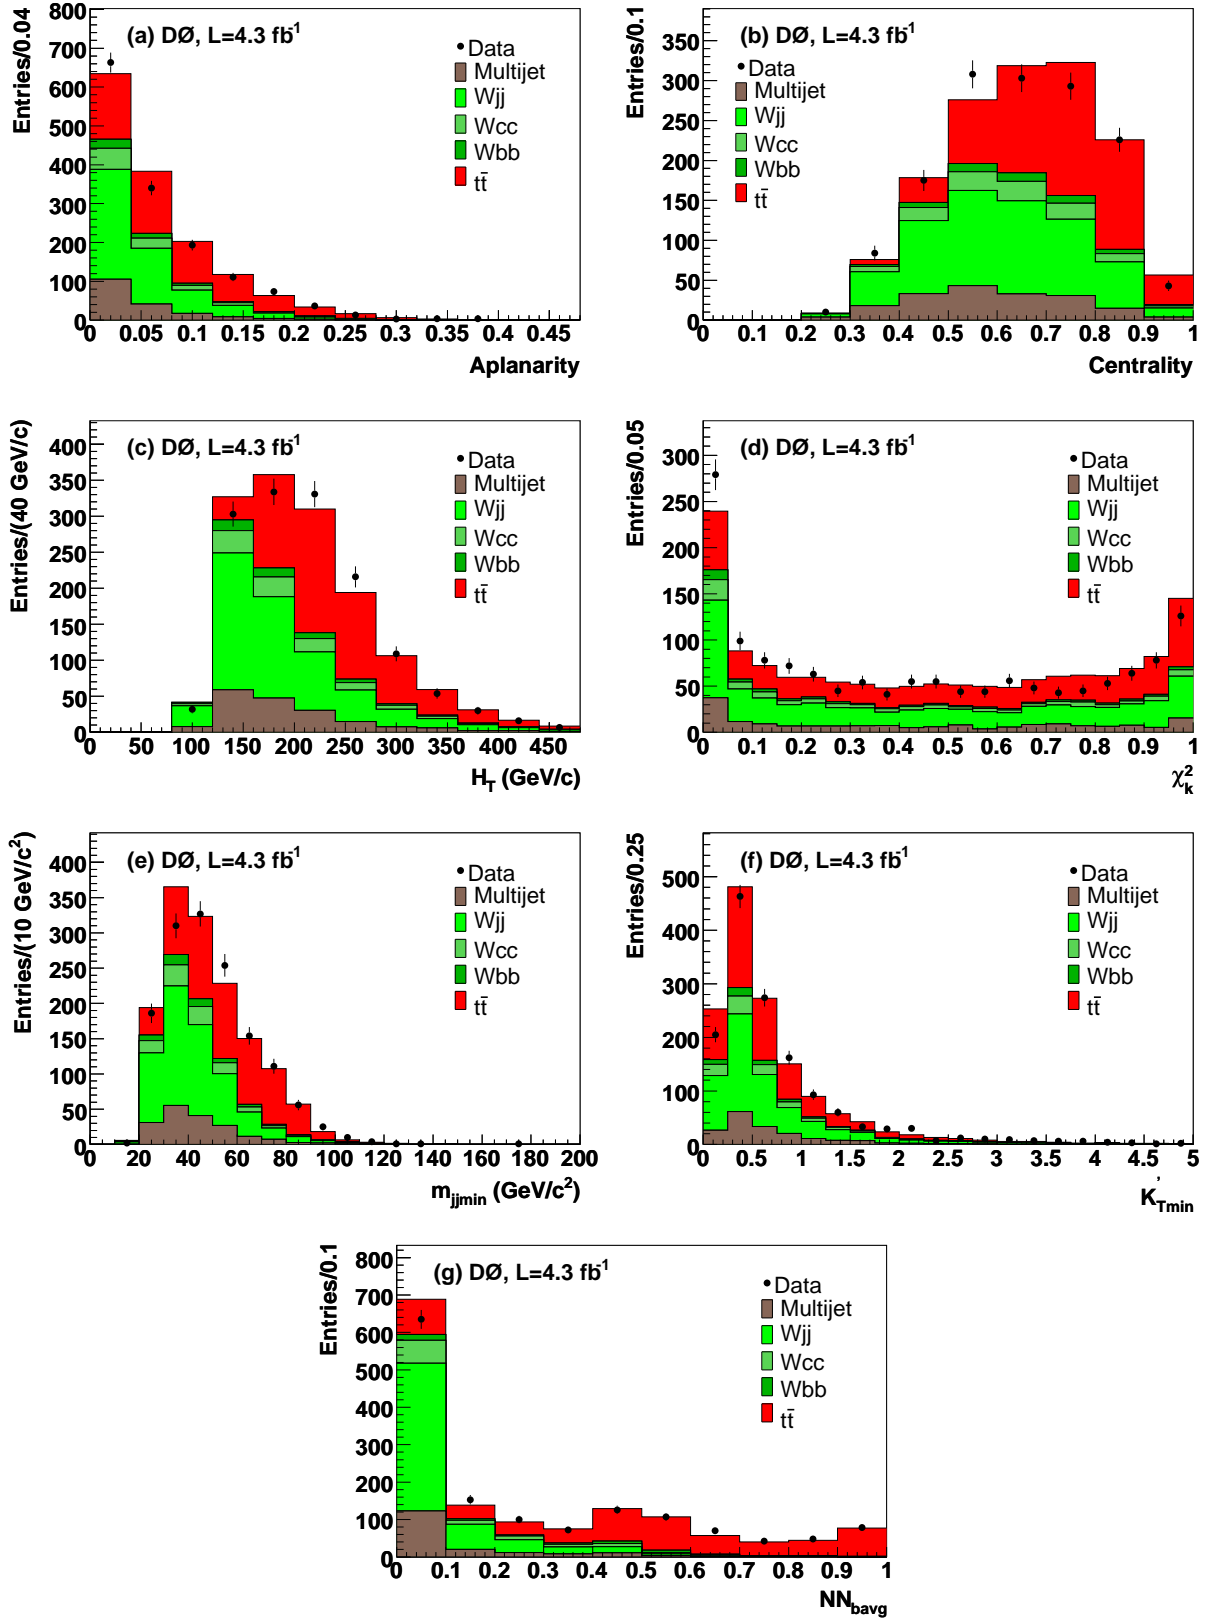 Entries/0.04
800
700
600
500
400
300
200
100
0
(a) DØ, L=4.3 fb-1
Data
Multijet
Wjj
Wcc
Wbb
tt̄
0 0.05 0.1 0.15 0.2 0.25 0.3 0.35 0.4 0.45
Aplanarity
Entries/0.1
350
300
250
200
150
100
50
0
(b) DØ, L=4.3 fb-1
Data
Multijet
Wjj
Wcc
Wbb
tt̄
0 0.1 0.2 0.3 0.4 0.5 0.6 0.7 0.8 0.9 1
Centrality
Entries/(40 GeV/c)
400
350
300
250
200
150
100
50
0
(c) DØ, L=4.3 fb-1
Data
Multijet
Wjj
Wcc
Wbb
tt̄
0 50 100 150 200 250 300 350 400 450
HT (GeV/c)
Entries/0.05
300
250
200
150
100
50
0
(d) DØ, L=4.3 fb-1
Data
Multijet
Wjj
Wcc
Wbb
tt̄
0 0.1 0.2 0.3 0.4 0.5 0.6 0.7 0.8 0.9 1
χ2k
Entries/(10 GeV/c2)
400
350
300
250
200
150
100
50
0
(e) DØ, L=4.3 fb-1
Data
Multijet
Wjj
Wcc
Wbb
tt̄
0 20 40 60 80 100 120 140 160 180 200
mjjmin (GeV/c2)
Entries/0.25
500
400
300
200
100
0
(f) DØ, L=4.3 fb-1
Data
Multijet
Wjj
Wcc
Wbb
tt̄
0 0.5 1 1.5 2 2.5 3 3.5 4 4.5 5
K'Tmin
Entries/0.1
800
700
600
500
400
300
200
100
0
(g) DØ, L=4.3 fb-1
Data
Multijet
Wjj
Wcc
Wbb
tt̄
0 0.1 0.2 0.3 0.4 0.5 0.6 0.7 0.8 0.9 1
NNbavg